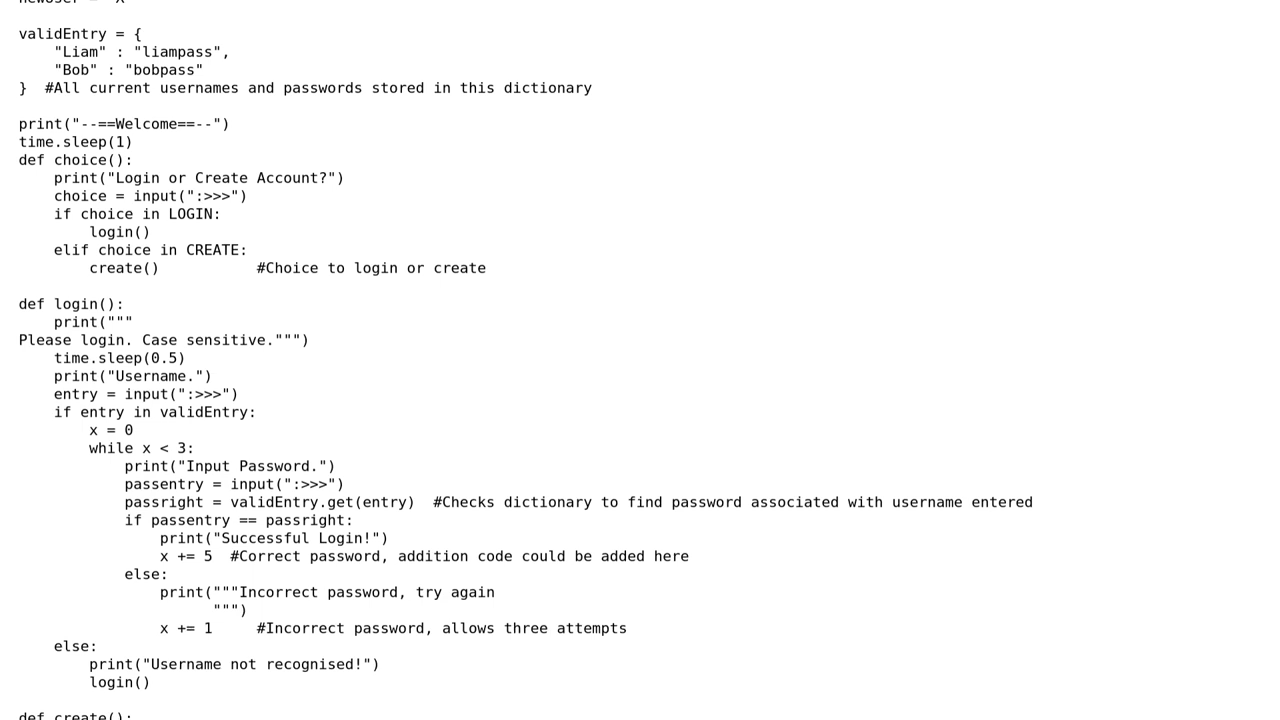 newUser = "X"
validEntry = {
    "Liam" : "liampass",
    "Bob" : "bobpass"
}  #All current usernames and passwords stored in this dictionary
print("--==Welcome==--")
time.sleep(1)
def choice():
    print("Login or Create Account?")
    choice = input(":>>>")
    if choice in LOGIN:
        login()
    elif choice in CREATE:
        create()           #Choice to login or create
def login():
    print("""
Please login. Case sensitive.""")
    time.sleep(0.5)
    print("Username.")
    entry = input(":>>>")
    if entry in validEntry:
        x = 0
        while x < 3:
            print("Input Password.")
            passentry = input(":>>>")
            passright = validEntry.get(entry)  #Checks dictionary to find password associated with username entered
            if passentry == passright:
                print("Successful Login!")
                x += 5  #Correct password, addition code could be added here
            else:
                print("""Incorrect password, try again
                      """)
                x += 1     #Incorrect password, allows three attempts
    else:
        print("Username not recognised!")
        login()
def create():